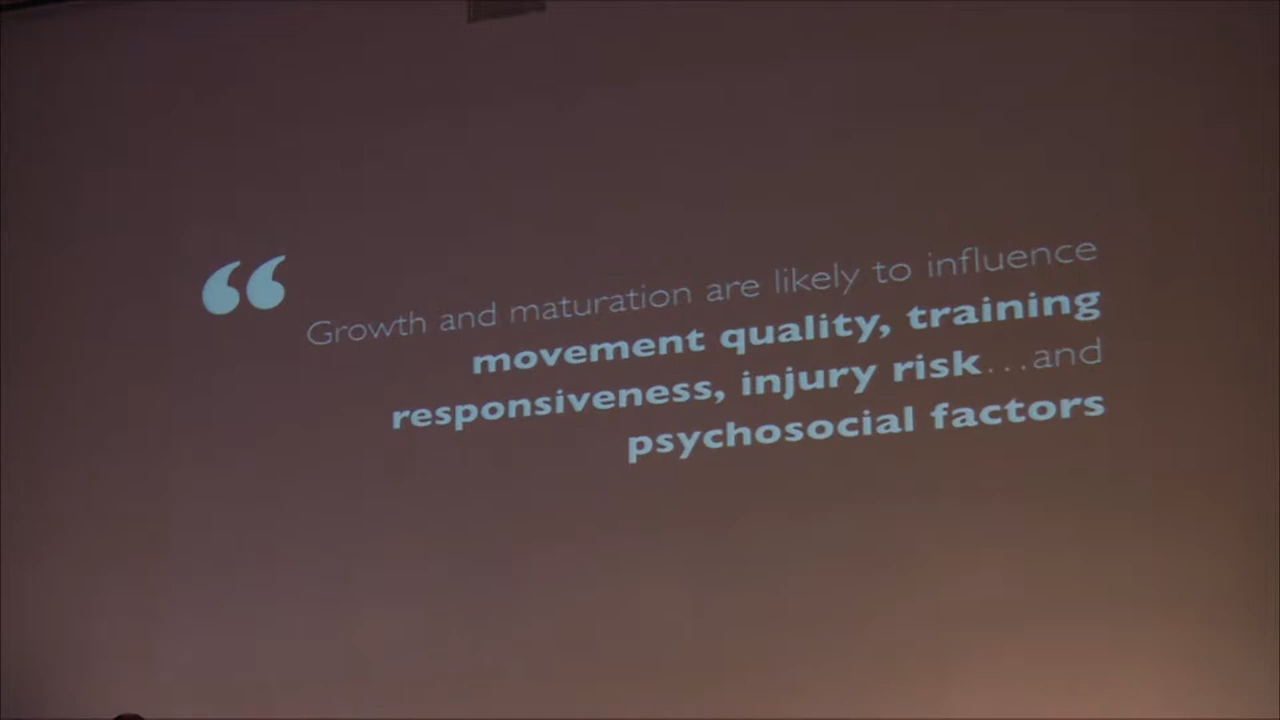 “
Growth and maturation are likely to influence
movement quality, training
responsiveness, injury risk...and
psychosocial factors